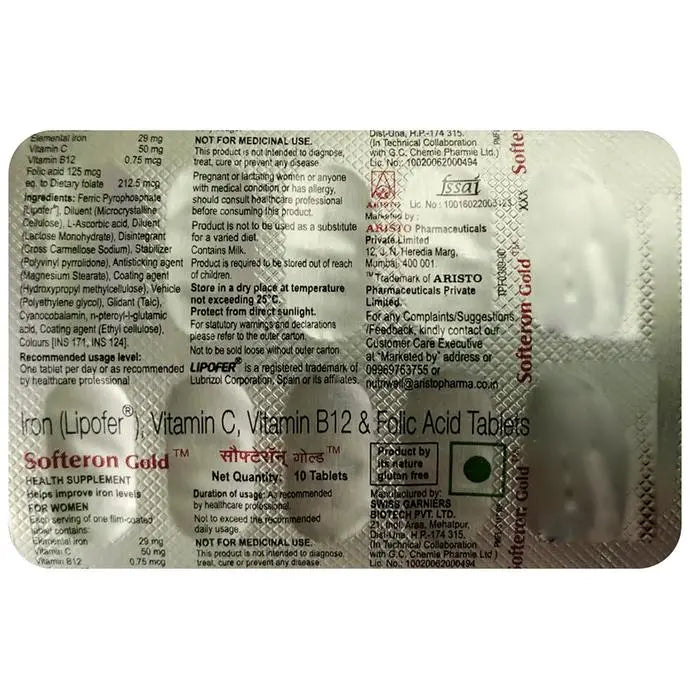 Elemental Iron 29 mg
Vitamin C 50 mg
Vitamin B12 0.75 mcg
Folic acid 125 mcg
eq. to Dietary folate 212.5 mcg
Ingredients: Ferric Pyrophosphate
[Lipofer®], Diluent (Microcrystalline
Cellulose), L-Ascorbic acid, Diluent
(Lactose Monohydrate), Disintegrant
(Cross Carmellose Sodium), Stabilizer
(Polyvinyl pyrrolidone), Antisticking agent
(Magnesium Stearate), Coating agent
(Hydroxypropyl methylcellulose), Vehicle
(Polyethylene glycol), Glidant (Talc),
Cyanocobalamin, n-pteroyl-l-glutamic
acid, Coating agent (Ethyl cellulose),
Colours [INS 171, INS 124].
Recommended usage level:
One tablet per day or as recommended
by healthcare professional
NOT FOR MEDICINAL USE.
This product is not intended to diagnose,
treat, cure or prevent any disease.
Pregnant or lactating women or anyone
with medical condition or has allergy,
should consult healthcare professional
before consuming this product.
Product is not to be used as a substitute
for a varied diet.
Contains Milk.
Product is required to be stored out of reach
of children.
Store in a dry place at temperature
not exceeding 25°C.
Protect from direct sunlight.
For statutory warnings and declarations
please refer to the outer carton.
Not to be sold loose without outer carton
LIPOFER® is a registered trademark of
Lubrizol Corporation, Spain or its affiliates.
Dist-Una, H.P.-174 315.
(In Technical Collaboration
with G.C. Chemie Pharmie Ltd.)
Lic. No.: 10020062000494
fssai
ARISTO Lic. No.: 10016022003123
Marketed by:
ARISTO Pharmaceuticals
Private Limited
12, J. N. Heredia Marg,
Mumbai 400 001.
™Trademark of ARISTO
Pharmaceuticals Private
Limited.
For any Complaints/Suggestions
/Feedback, kindly contact our
Customer Care Executive
at "Marketed by" address or
09969763755 or
nutriwell@aristopharma.co.in
XXX
Softeron Gold™
Iron (Lipofer®), Vitamin C, Vitamin B12 & Folic Acid Tablets
Softeron Gold™
HEALTH SUPPLEMENT
Helps improve iron levels
FOR WOMEN
Each serving of one film-coated
tablet contains:
Elemental Iron 29 mg
Vitamin C 50 mg
Vitamin B12 0.75 mcg
सौफ्टेरॉन् गोल्ड™
Net Quantity: 10 Tablets
Duration of usage: As recommended
by healthcare professional.
Not to exceed the recommended
daily usage.
NOT FOR MEDICINAL USE.
This product is not intended to diagnose,
treat, cure or prevent any disease.
Product by
its nature
gluten free
Manufactured by:
SWISS GARNIERS
BIOTECH PVT. LTD.
21, Indl. Area, Mehatpur,
Dist-Una, H.P.-174 315.
(In Technical Collaboration
with G.C. Chemie Pharmie Ltd.)
Lic. No.: 10020062000494
Softeron Gold™